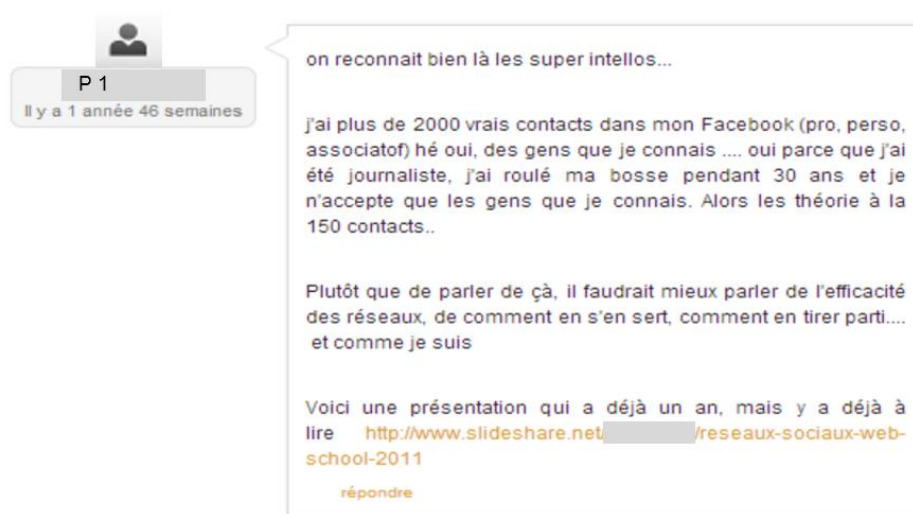 P 1
Il y a 1 année 46 semaines
on reconnait bien là les super intellos...
j'ai plus de 2000 vrais contacts dans mon Facebook (pro, perso,
associatof) hé oui, des gens que je connais .... oui parce que j'ai
été journaliste, j'ai roulé ma bosse pendant 30 ans et je
n'accepte que les gens que je connais. Alors les théorie à la
150 contacts..
Plutôt que de parler de çà, il faudrait mieux parler de l'efficacité
des réseaux, de comment en s'en sert, comment en tirer parti....
et comme je suis
Voici une présentation qui a déjà un an, mais y a déjà à
lire http://www.slideshare.net/ /reseaux-sociaux-web-
school-2011
répondre